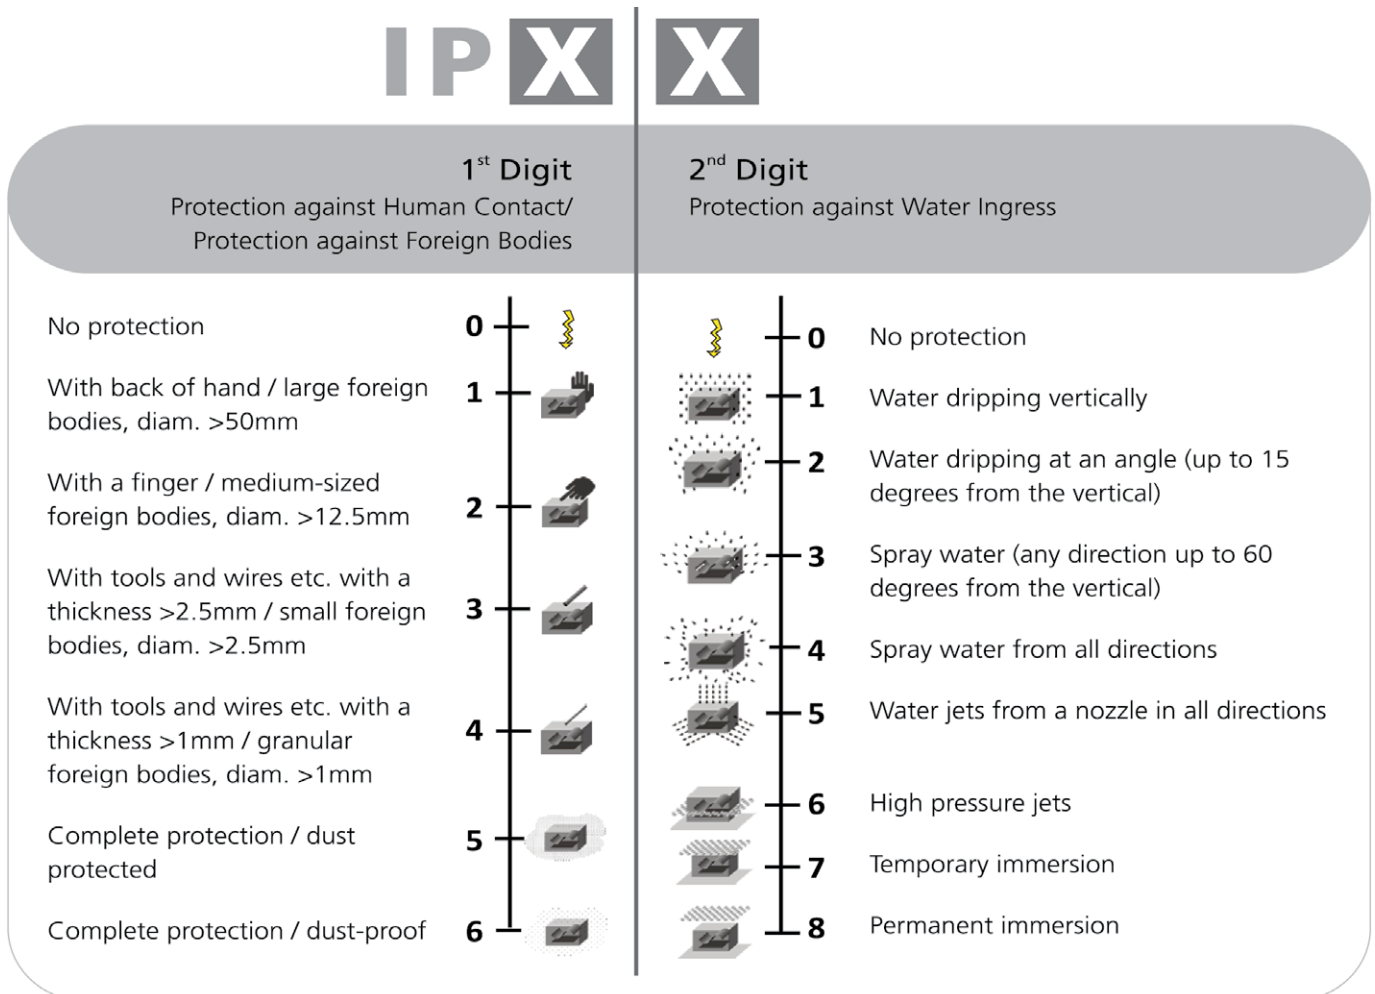 IPX X
1st Digit
Protection against Human Contact/
Protection against Foreign Bodies
No protection 0
With back of hand / large foreign
bodies, diam. >50mm 1
With a finger / medium-sized
foreign bodies, diam. >12.5mm 2
With tools and wires etc. with a
thickness >2.5mm / small foreign 3
bodies, diam. >2.5mm
With tools and wires etc. with a
thickness >1mm / granular 4
foreign bodies, diam. >1mm
Complete protection / dust 5
protected
Complete protection / dust-proof 6
2nd Digit
Protection against Water Ingress
0 No protection
1 Water dripping vertically
2 Water dripping at an angle (up to 15
degrees from the vertical)
3 Spray water (any direction up to 60
degrees from the vertical)
4 Spray water from all directions
5 Water jets from a nozzle in all directions
6 High pressure jets
7 Temporary immersion
8 Permanent immersion